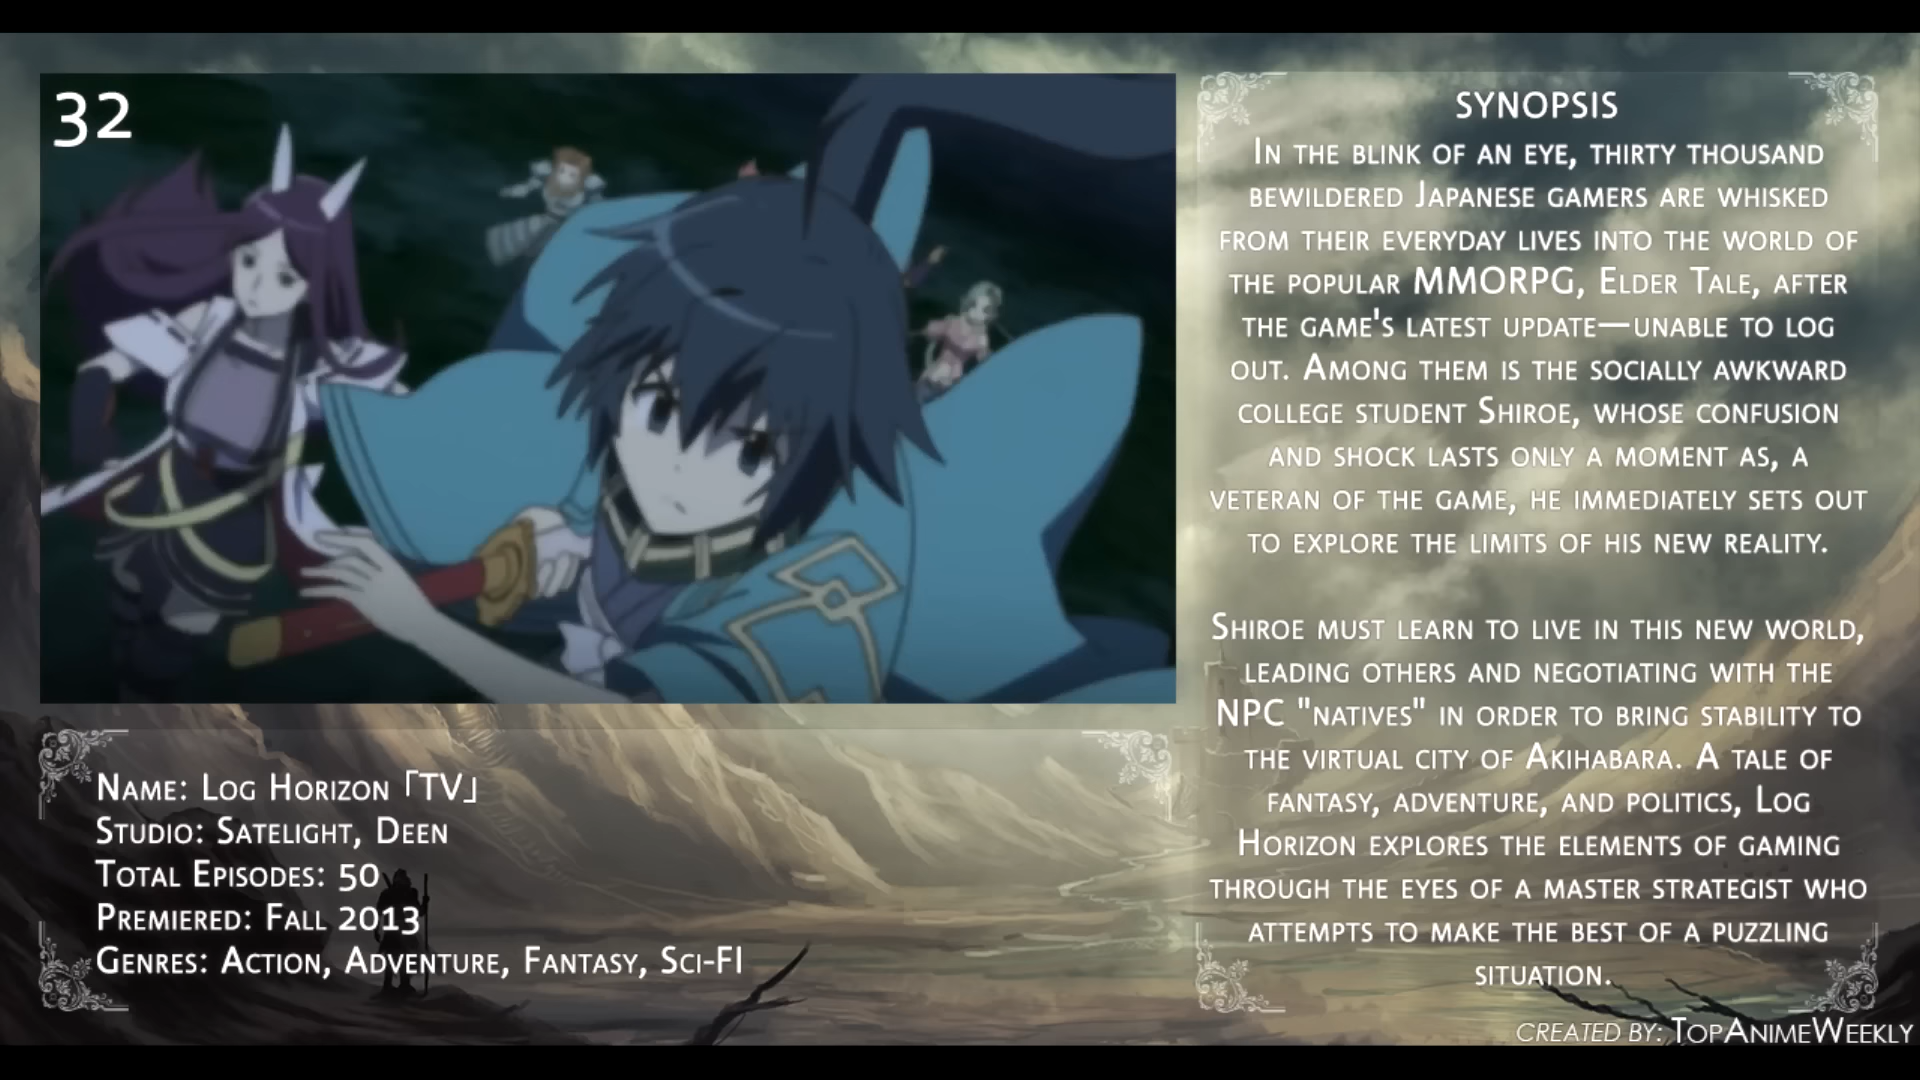 32
SYNOPSIS
In the blink of an eye, thirty thousand
bewildered Japanese gamers are whisked
from their everyday lives into the world of
the popular MMORPG, Elder Tale, after
the game's latest update—unable to log
out. Among them is the socially awkward
college student Shiroe, whose confusion
and shock lasts only a moment as, a
veteran of the game, he immediately sets out
to explore the limits of his new reality.
Shiroe must learn to live in this new world,
leading others and negotiating with the
NPC "natives" in order to bring stability to
the virtual city of Akihabara. A tale of
fantasy, adventure, and politics, Log
Horizon explores the elements of gaming
through the eyes of a master strategist who
attempts to make the best of a puzzling
situation.
Name: Log Horizon「TV」
Studio: Satelight, Deen
Total Episodes: 50
Premiered: Fall 2013
Genres: Action, Adventure, Fantasy, Sci-Fi
CREATED BY: TopAnimeWeekly